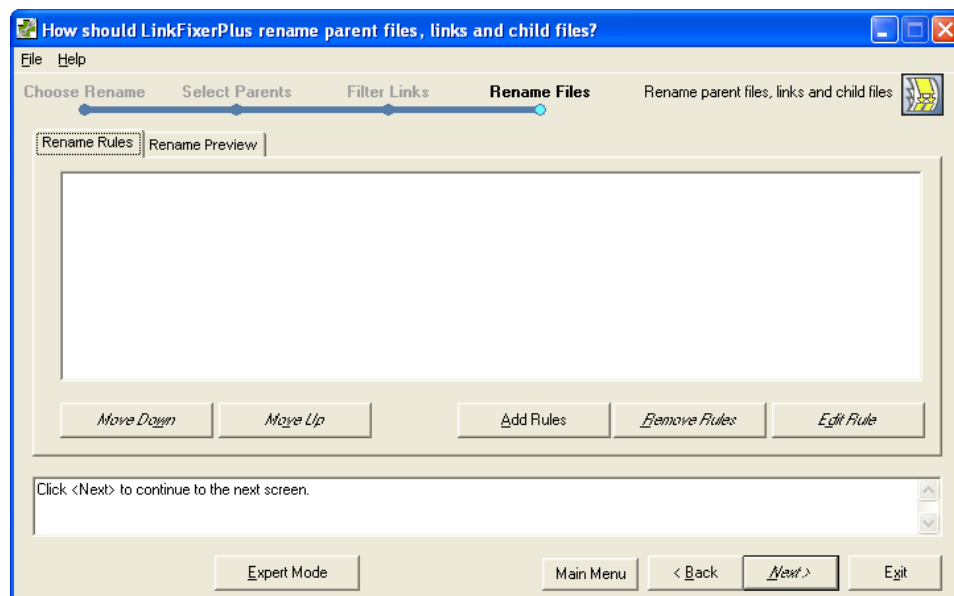 How should LinkFixerPlus rename parent files, links and child files?
File Help
Choose Rename Select Parents Filter Links Rename Files Rename parent files, links and child files
Rename Rules Rename Preview
Move Down Move Up Add Rules Remove Rules Edit Rule
Click <Next> to continue to the next screen.
Expert Mode Main Menu < Back Next > Exit